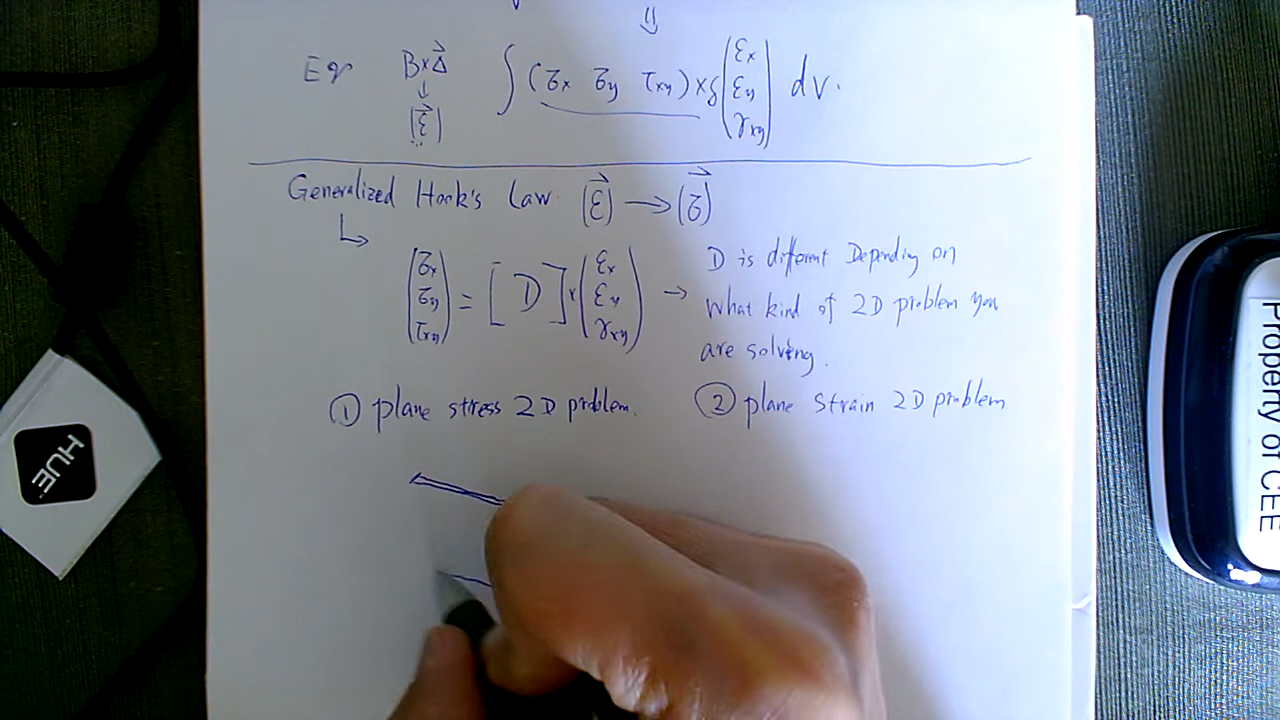 ⇓
Eqn B×Δ⃗ ∫ (σx σy τxy) × δ (εx εy γxy) dv.
↓
(ε⃗)
Generalized Hook's Law (ε⃗) → (σ⃗)
↳
(σx σy τxy) = [D] × (εx εy γxy) → D is different Depending on
what kind of 2D problem you
are solving.
① plane stress 2D problem. ② plane strain 2D problem
HUE
Property of CEE